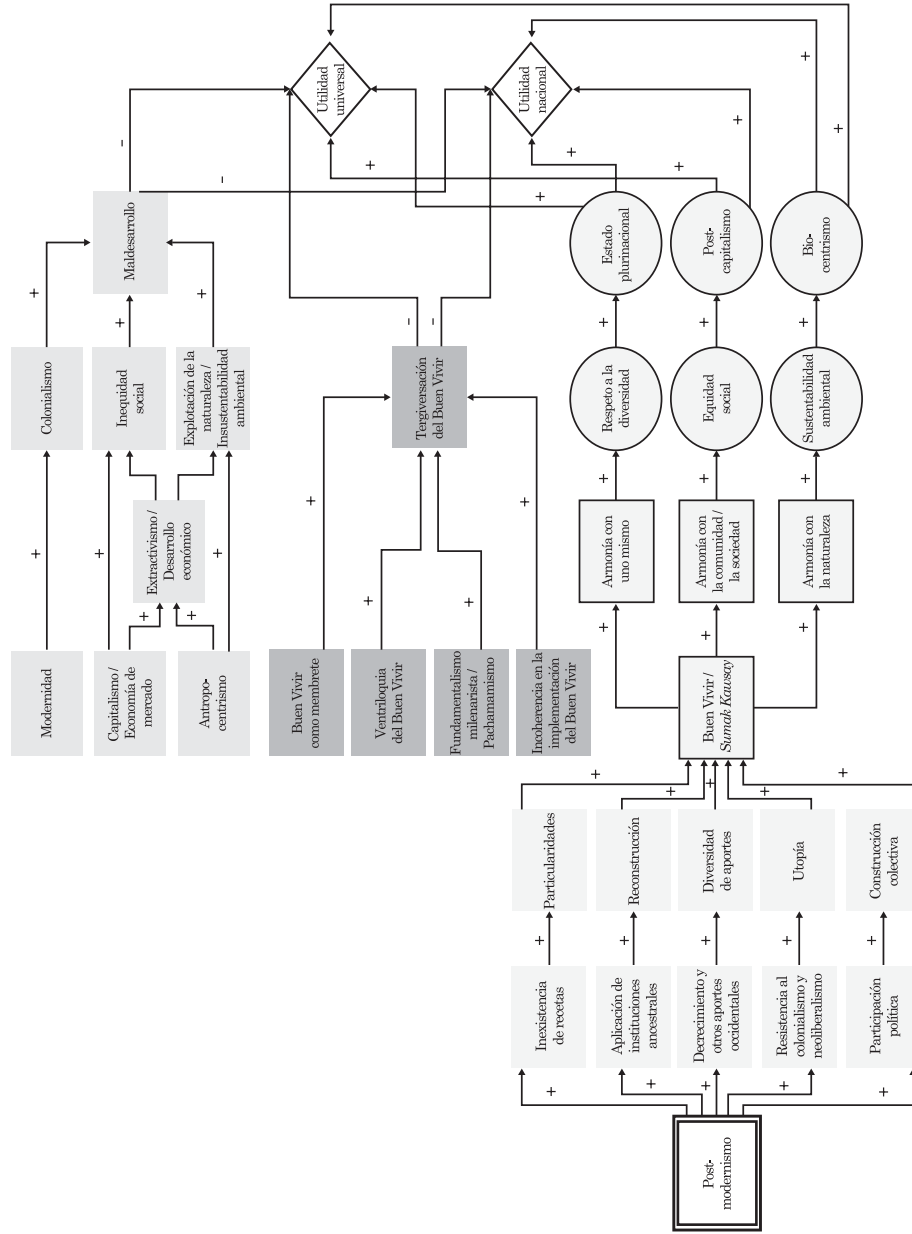 Modernidad
Capitalismo /
Economía de
mercado
Antropo-
centrismo
Extractivismo /
Desarrollo
económico
Colonialismo
Inequidad
social
Explotación de la
naturaleza /
Insustentabilidad
ambiental
Maldesarrollo
+
+
+
+
+
+
+
+
+
–
–
Buen Vivir
como membrete
Ventriloquia
del Buen Vivir
Fundamentalismo
milenarista /
Pachamamismo
Incoherencia en la
implementación
del Buen Vivir
+
+
+
+
Tergiversación
del Buen Vivir
–
–
Utilidad
universal
Utilidad
nacional
Post-
modernismo
+
+
+
+
+
Inexistencia
de recetas
Aplicación de
instituciones
ancestrales
Decrecimiento y
otros aportes
occidentales
Resistencia al
colonialismo y
neoliberalismo
Participación
política
+
+
+
+
+
Particularidades
Reconstrucción
Diversidad
de aportes
Utopía
Construcción
colectiva
+
+
+
+
+
Buen Vivir /
Sumak Kawsay
+
+
+
Armonía con
uno mismo
Armonía con
la comunidad /
la sociedad
Armonía con
la naturaleza
+
+
+
Respeto a la
diversidad
Equidad
social
Sustentabilidad
ambiental
+
+
+
Estado
plurinacional
Post-
capitalismo
Bio-
centrismo
+
+
+
+
+
+